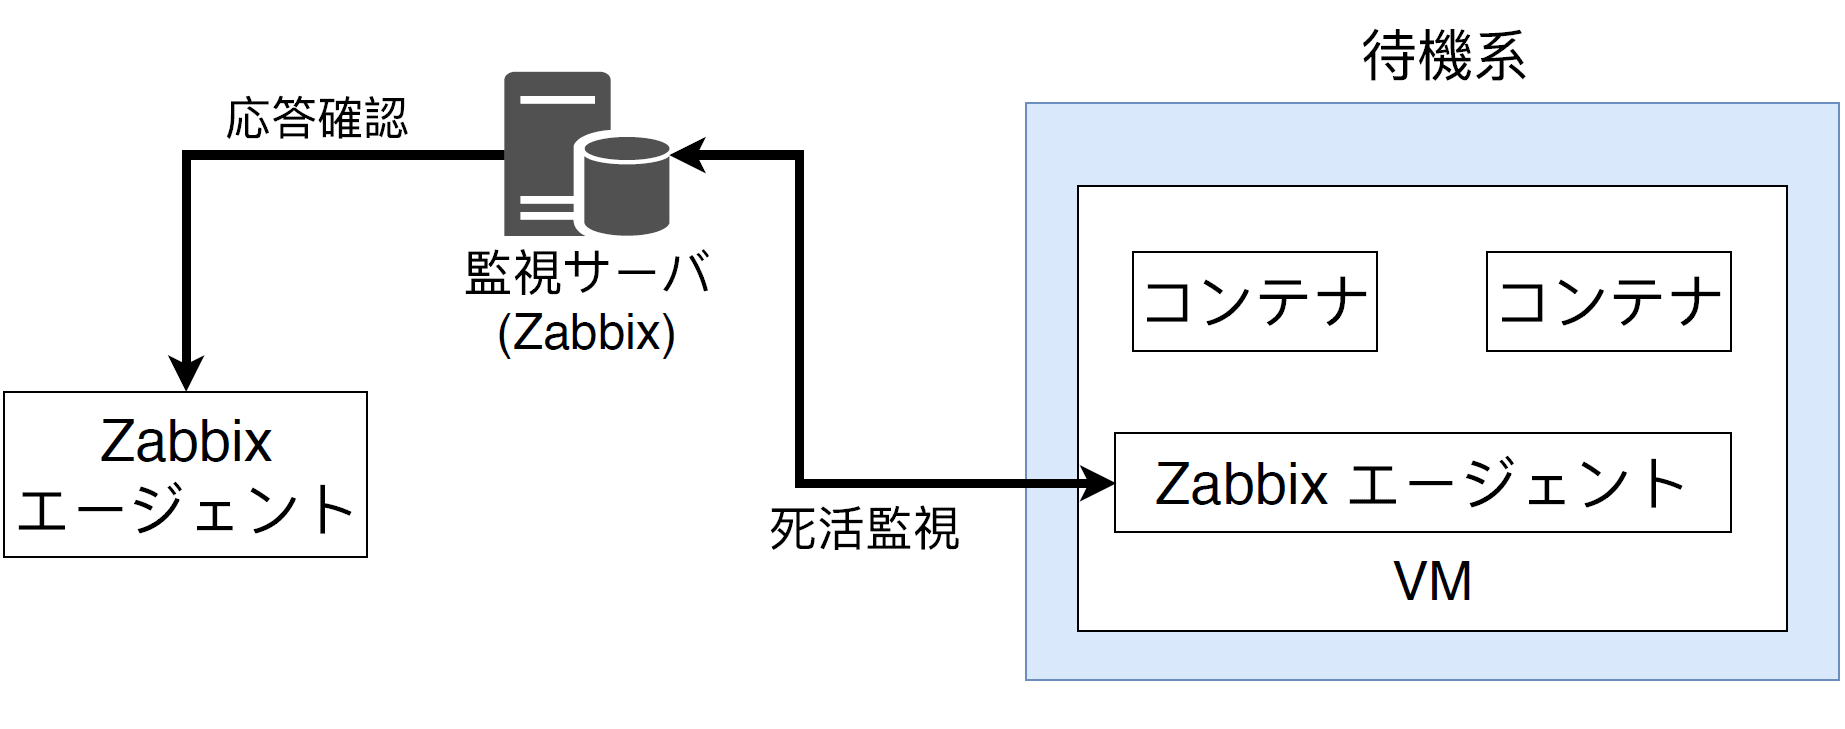 待機系
応答確認
監視サーバ
(Zabbix)
コンテナ
コンテナ
Zabbix
エージェント
Zabbix エージェント
死活監視
VM